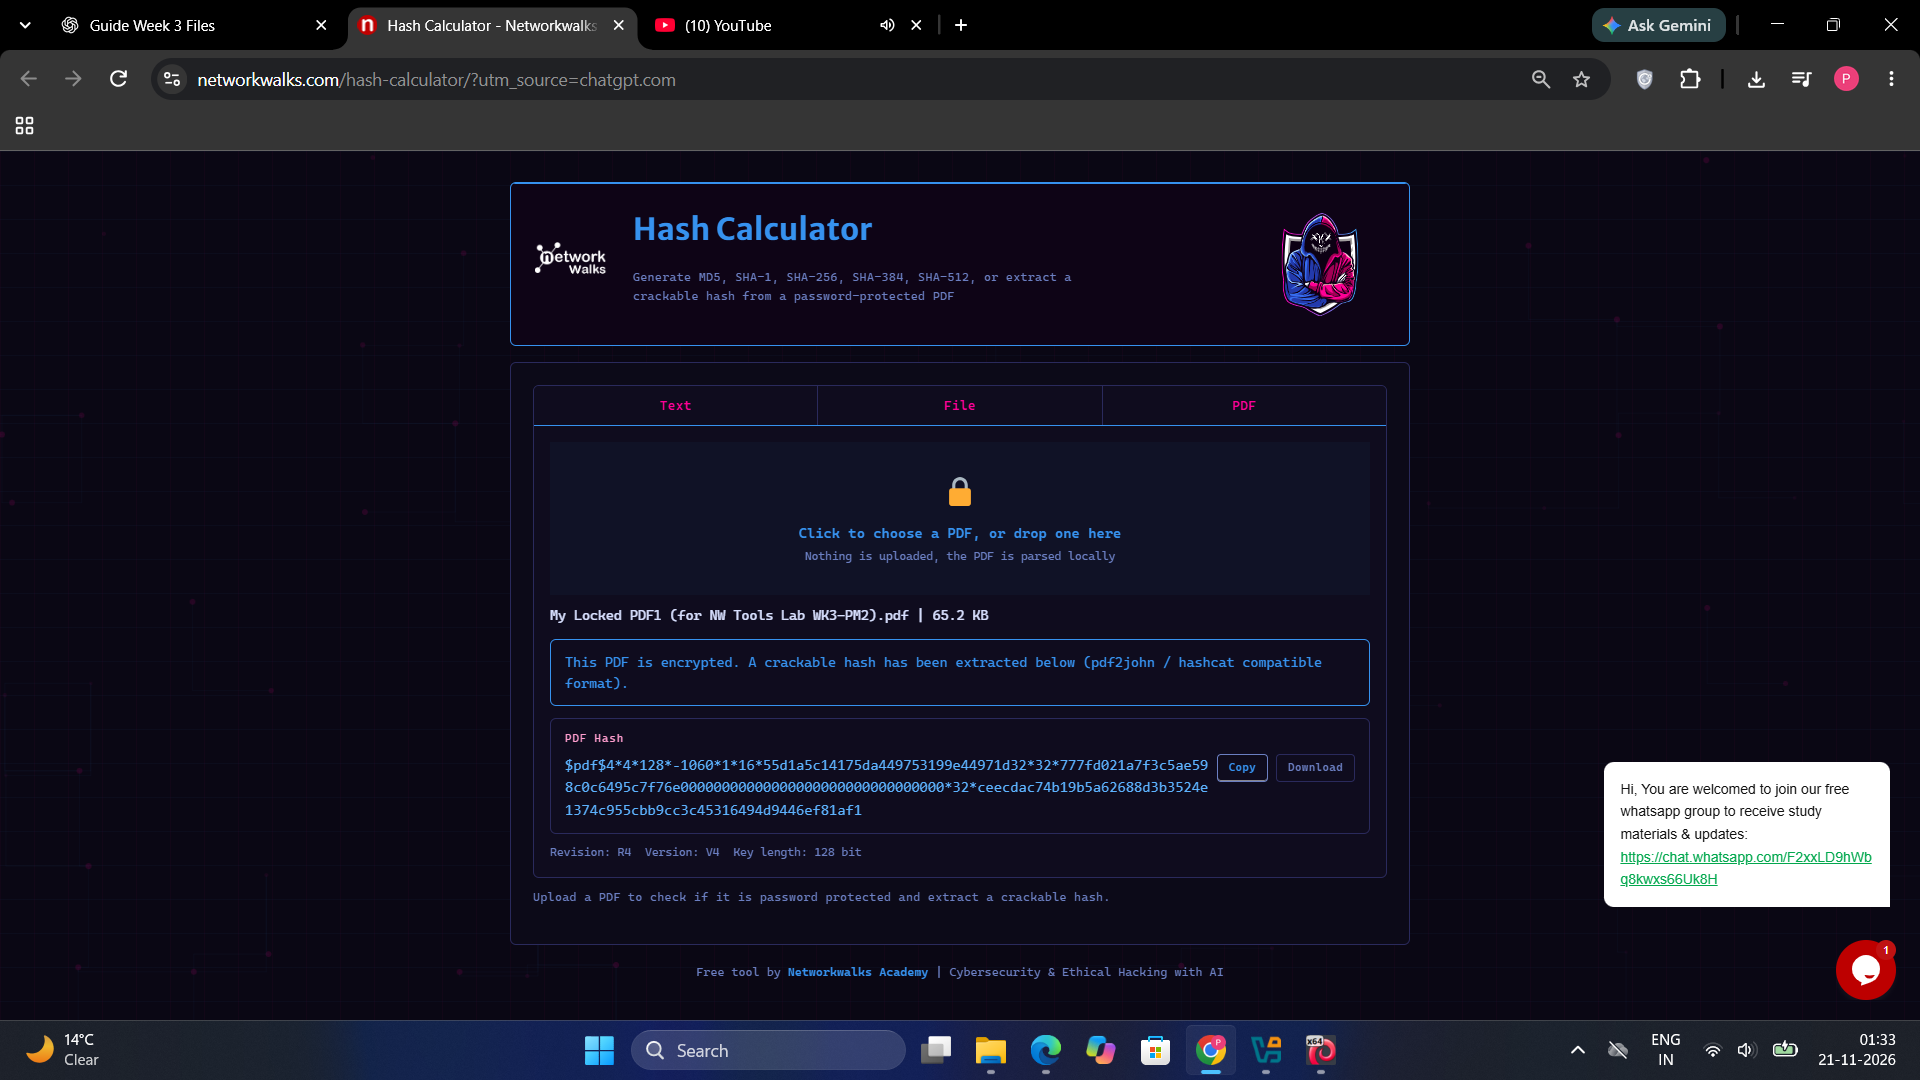 Guide Week 3 Files
Hash Calculator - Networkwalks
(10) YouTube
Ask Gemini
networkwalks.com/hash-calculator/?utm_source=chatgpt.com
P
network
Walks
Hash Calculator
Generate MD5, SHA-1, SHA-256, SHA-384, SHA-512, or extract a
crackable hash from a password-protected PDF
Text
File
PDF
Click to choose a PDF, or drop one here
Nothing is uploaded, the PDF is parsed locally
My Locked PDF1 (for NW Tools Lab WK3-PM2).pdf | 65.2 KB
This PDF is encrypted. A crackable hash has been extracted below (pdf2john / hashcat compatible
format).
PDF Hash
$pdf$4*4*128*-1060*1*16*55d1a5c14175da449753199e44971d32*32*777fd021a7f3c5ae59
8c0c6495c7f76e00000000000000000000000000000000*32*ceecdac74b19b5a62688d3b3524e
1374c955cbb9cc3c45316494d9446ef81af1
Copy
Download
Revision: R4 Version: V4 Key length: 128 bit
Upload a PDF to check if it is password protected and extract a crackable hash.
Free tool by Networkwalks Academy | Cybersecurity & Ethical Hacking with AI
Hi, You are welcomed to join our free
whatsapp group to receive study
materials & updates:
https://chat.whatsapp.com/F2xxLD9hWb
q8kwxs66Uk8H
1
14°C
Clear
Search
P
x64
ENG
IN
01:33
21-11-2026